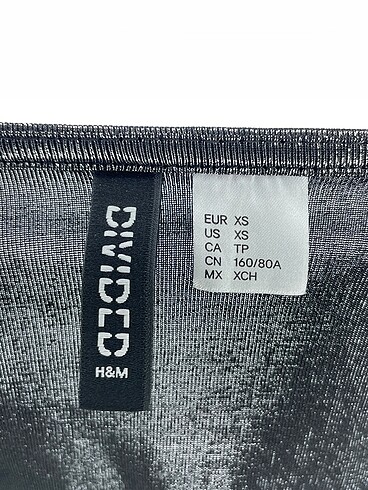 DIVIDED
H&M
EUR XS
US XS
CA TP
CN 160/80A
MX XCH